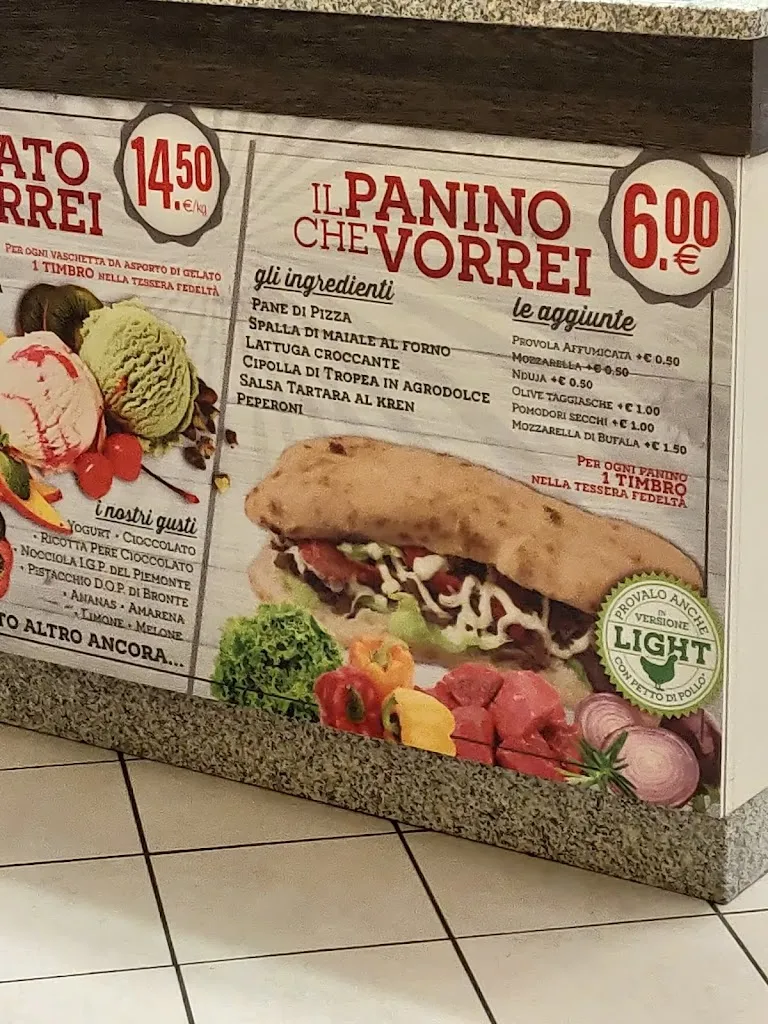 ATO
RREI
14.50
€/kg
PER OGNI VASCHETTA DA ASPORTO DI GELATO
1 TIMBRO NELLA TESSERA FEDELTÀ
i nostri gusti
YOGURT • CIOCCOLATO
• RICOTTA PERE CIOCCOLATO
NOCCIOLA I.G.P. DEL PIEMONTE
• PISTACCHIO D.O.P. DI BRONTE
• ANANAS • AMARENA
• LIMONE • MELONE
TO ALTRO ANCORA...
IL PANINO
CHE VORREI
6.00
€
gli ingredienti
PANE DI PIZZA
SPALLA DI MAIALE AL FORNO
LATTUGA CROCCANTE
CIPOLLA DI TROPEA IN AGRODOLCE
SALSA TARTARA AL KREN
PEPERONI
le aggiunte
PROVOLA AFFUMICATA +€ 0.50
MOZZARELLA +€ 0.50
NDUJA +€ 0.50
OLIVE TAGGIASCHE +€ 1.00
POMODORI SECCHI +€ 1.00
MOZZARELLA DI BUFALA +€ 1.50
PER OGNI PANINO
1 TIMBRO
NELLA TESSERA FEDELTÀ
PROVALO ANCHE
IN
VERSIONE
LIGHT
CON PETTO DI POLLO*